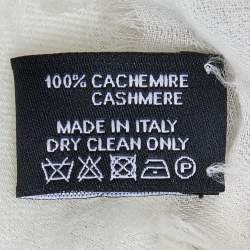 100% CACHEMIRE
CASHMERE
MADE IN ITALY
DRY CLEAN ONLY
P